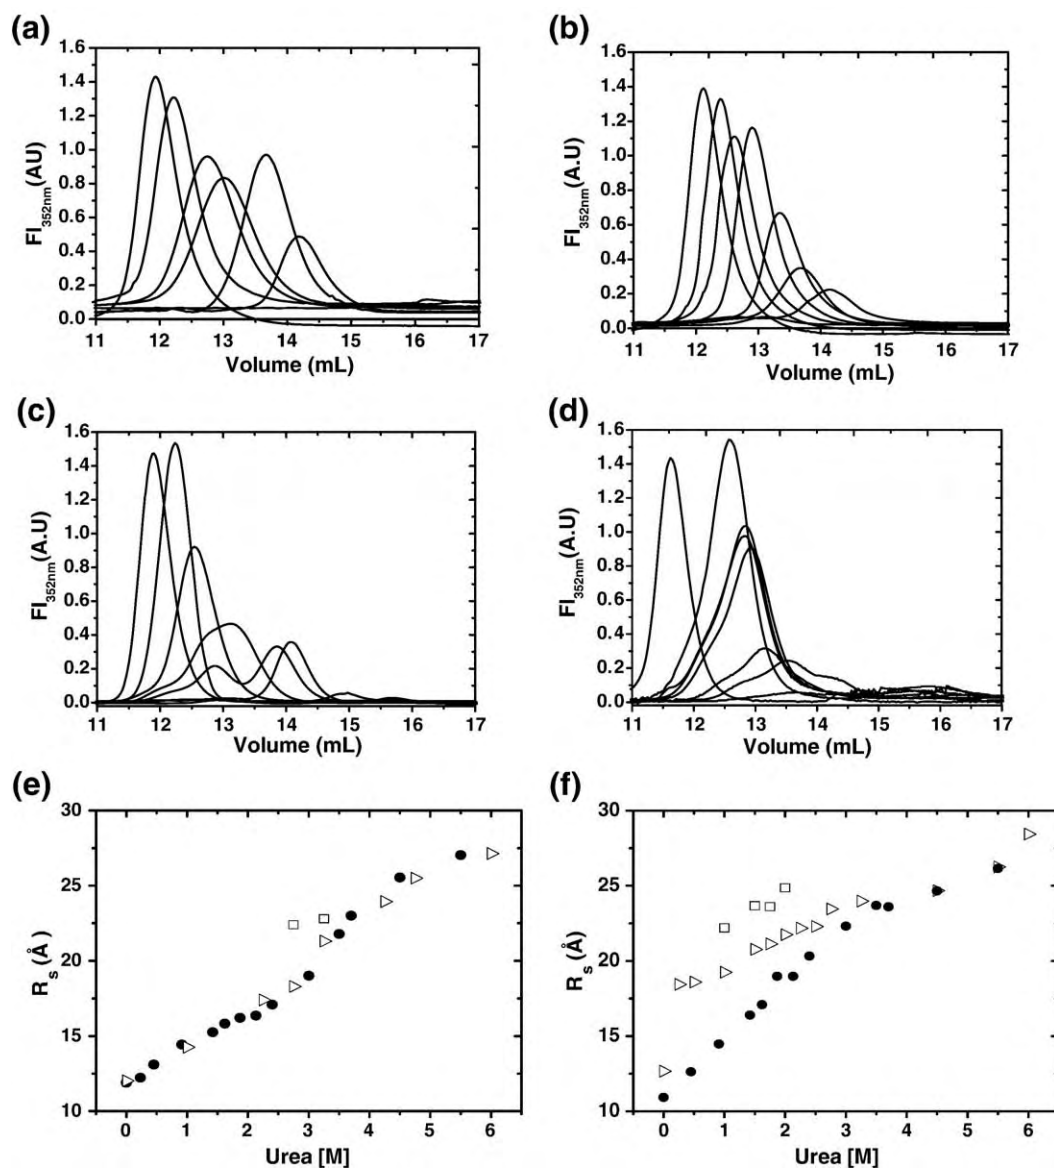 (a)
1.6
1.4
1.2
1.0
0.8
0.6
0.4
0.2
0.0
FI352nm(AU)
11 12 13 14 15 16 17
Volume (mL)
(b)
1.6
1.4
1.2
1.0
0.8
0.6
0.4
0.2
0.0
FI352nm(A.U)
11 12 13 14 15 16 17
Volume (mL)
(c)
1.6
1.4
1.2
1.0
0.8
0.6
0.4
0.2
0.0
FI352nm(A.U)
11 12 13 14 15 16 17
Volume (mL)
(d)
1.6
1.4
1.2
1.0
0.8
0.6
0.4
0.2
0.0
FI352nm(A.U)
11 12 13 14 15 16 17
Volume (mL)
(e)
30
25
20
15
10
Rs (Å)
0 1 2 3 4 5 6
Urea [M]
(f)
30
25
20
15
10
Rs (Å)
0 1 2 3 4 5 6
Urea [M]